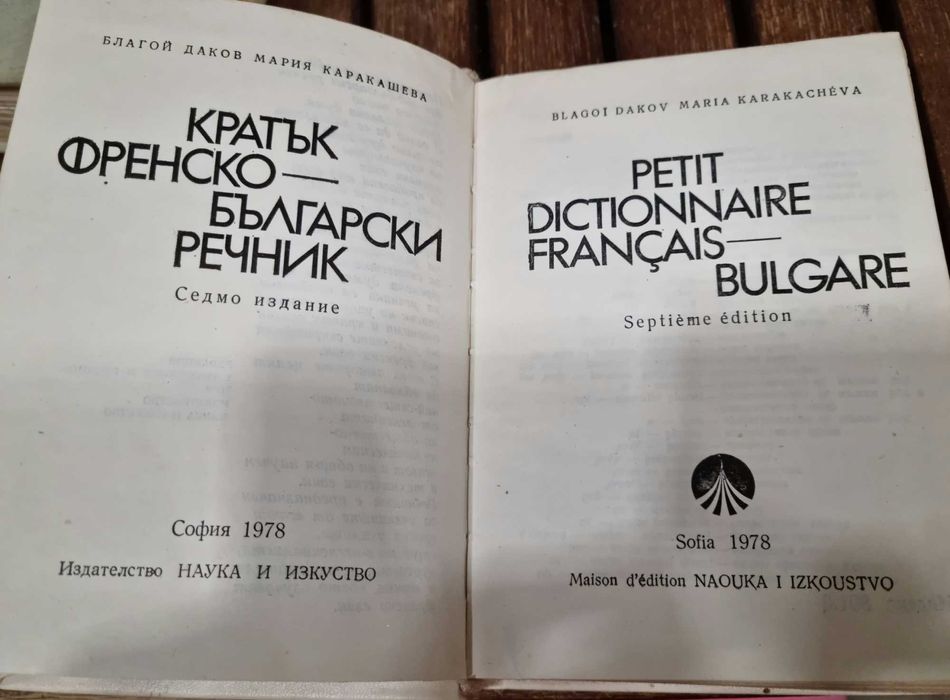 БЛАГОЙ ДАКОВ МАРИЯ КАРАКАШЕВА
КРАТЪК
ФРЕНСКО—
БЪЛГАРСКИ
РЕЧНИК
Седмо издание
София 1978
Издателство НАУКА И ИЗКУСТВО
BLAGOÏ DAKOV MARIA KARAKACHÉVA
PETIT
DICTIONNAIRE
FRANÇAIS—
BULGARE
Septième édition
Sofia 1978
Maison d'édition NAOUKA I IZKOUSTVO